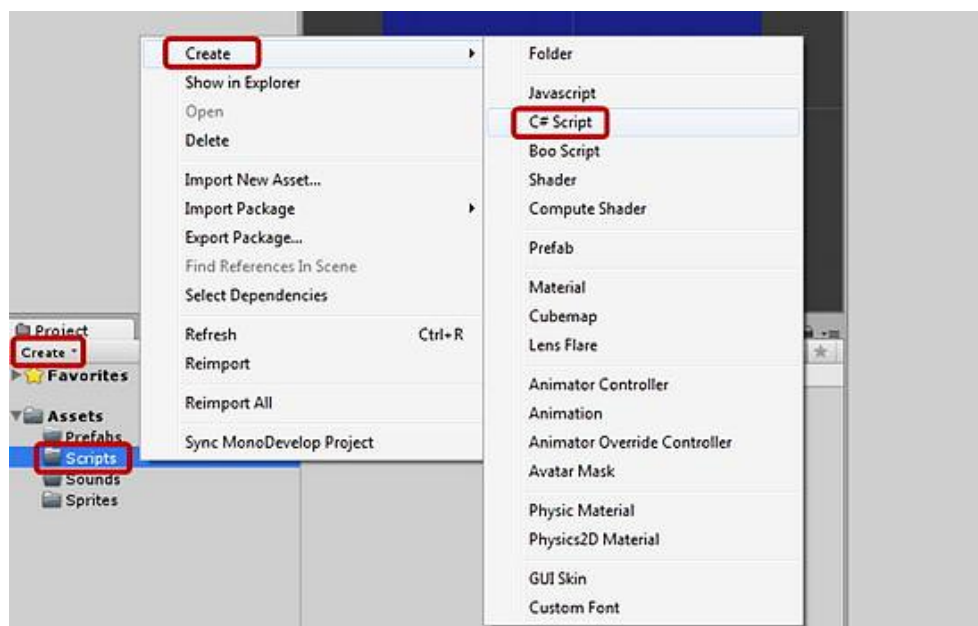 Create
Show in Explorer
Open
Delete
Import New Asset...
Import Package
Export Package...
Find References In Scene
Select Dependencies
Refresh Ctrl+R
Reimport
Reimport All
Sync MonoDevelop Project
Folder
Javascript
C# Script
Boo Script
Shader
Compute Shader
Prefab
Material
Cubemap
Lens Flare
Animator Controller
Animation
Animator Override Controller
Avatar Mask
Physic Material
Physics2D Material
GUI Skin
Custom Font
Project
Create
Favorites
Assets
Prefabs
Scripts
Sounds
Sprites